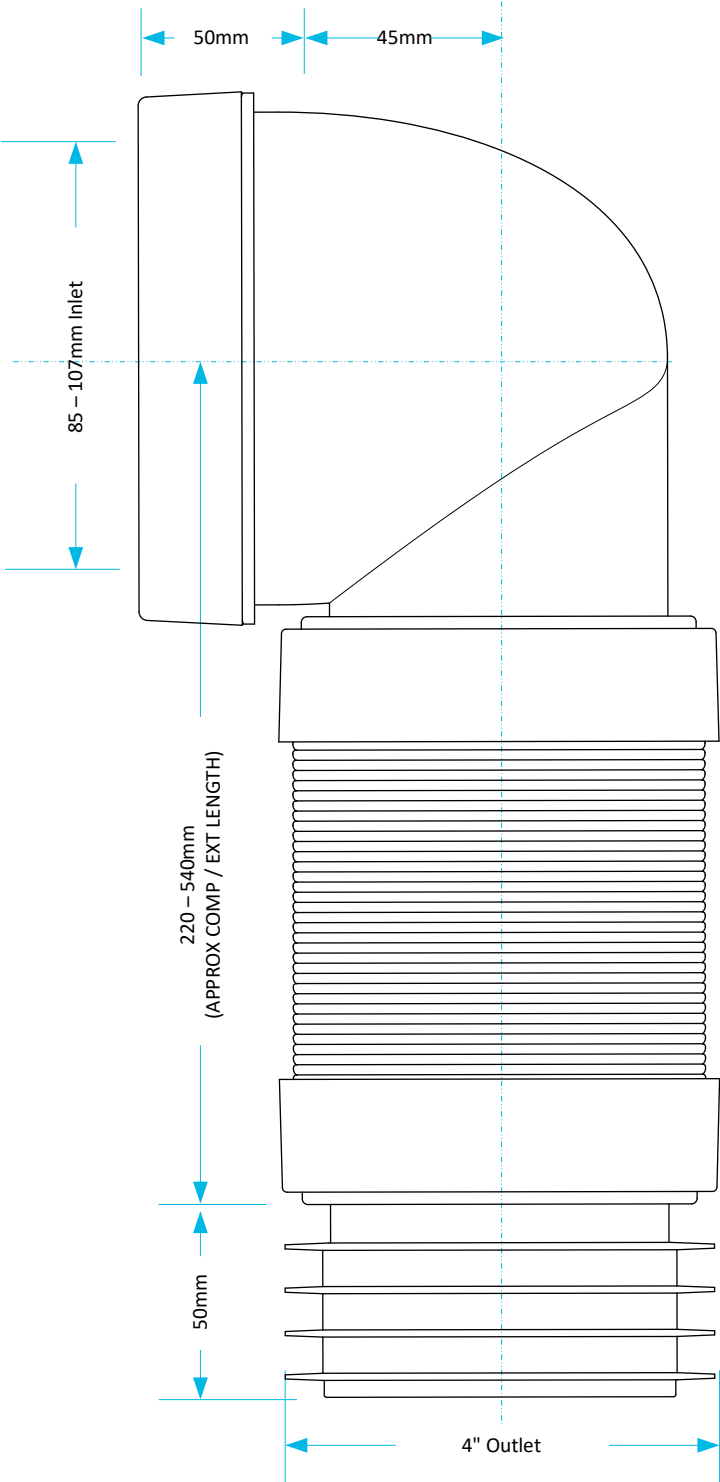 50mm
45mm
85 – 107mm Inlet
220 – 540mm
(APPROX COMP / EXT LENGTH)
50mm
4" Outlet